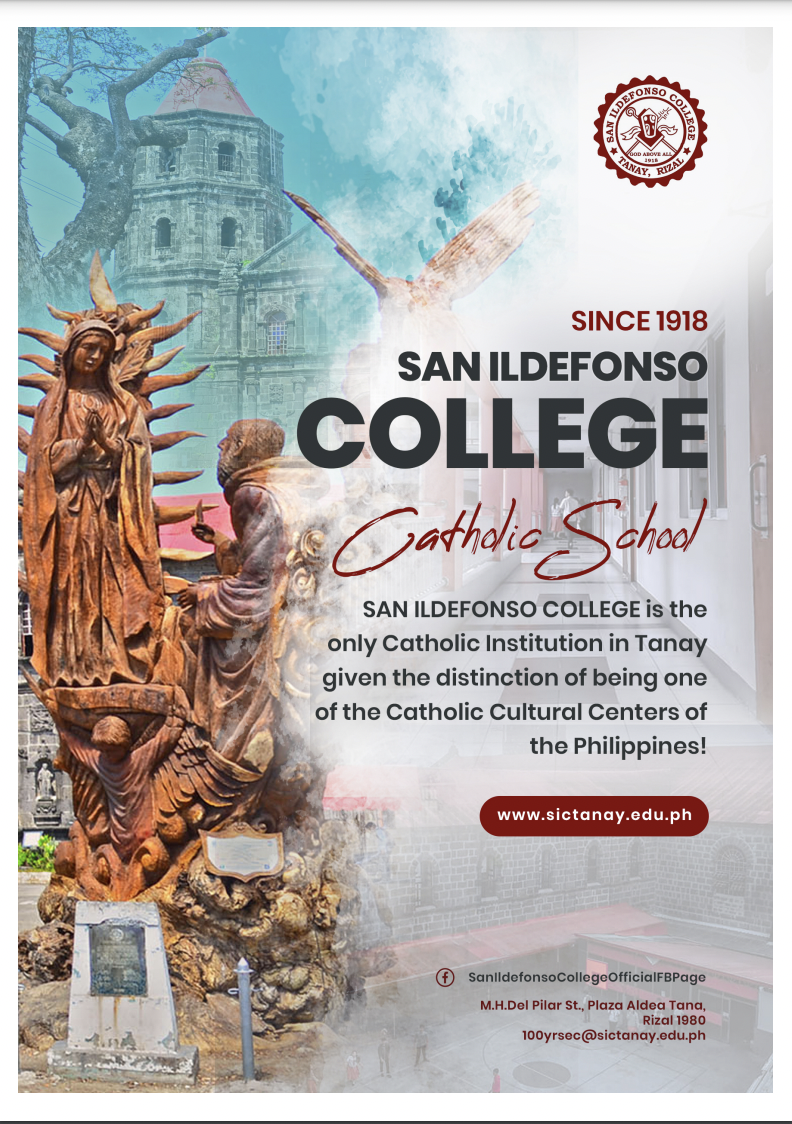 SAN ILDEFONSO COLLEGE
GOD ABOVE ALL
1918
TANAY, RIZAL
SINCE 1918
SAN ILDEFONSO
COLLEGE
Catholic School
SAN ILDEFONSO COLLEGE is the
only Catholic Institution in Tanay
given the distinction of being one
of the Catholic Cultural Centers of
the Philippines!
www.sictanay.edu.ph
SanIldefonsoCollegeOfficialFBPage
M.H.Del Pilar St., Plaza Aldea Tana,
Rizal 1980
100yrsec@sictanay.edu.ph